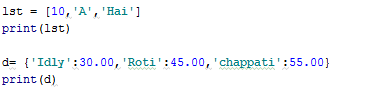 lst = [10,'A','Hai']
print(lst)
d= {'Idly':30.00,'Roti':45.00,'chappati':55.00}
print(d)